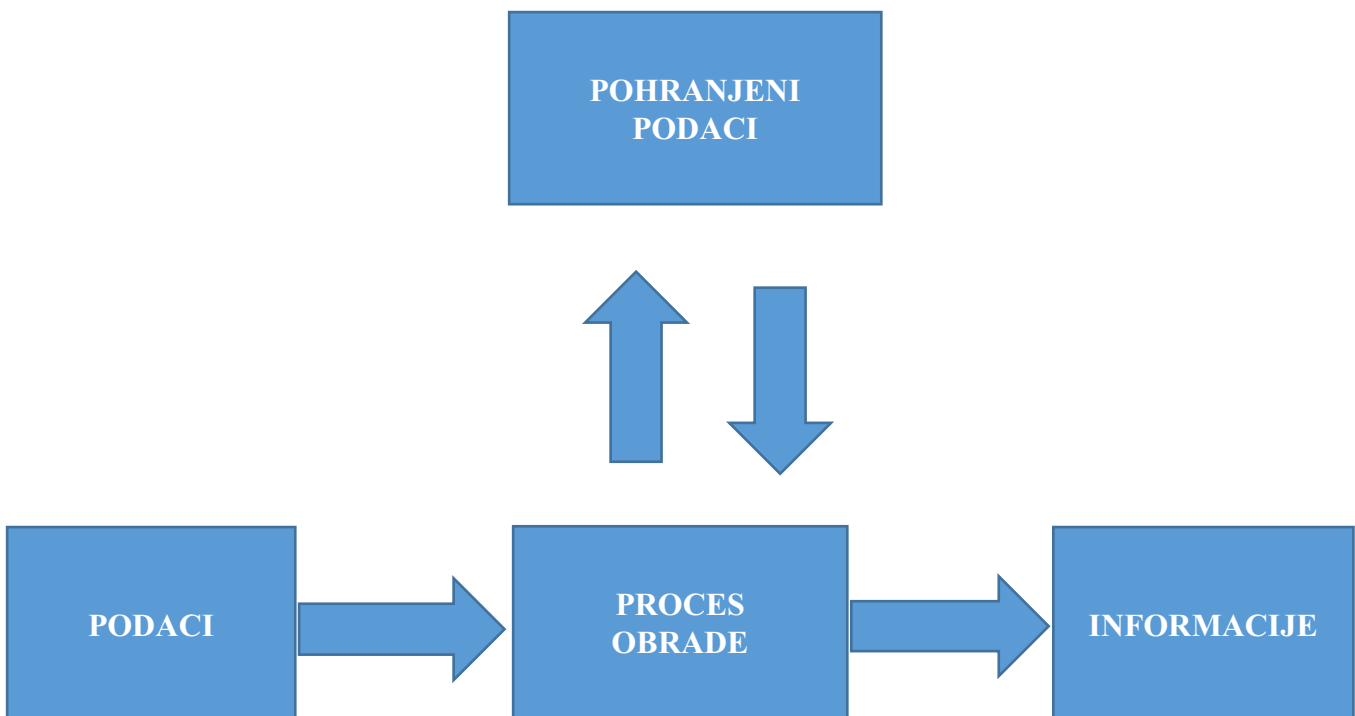 POHRANJENI
PODACI
PODACI
PROCES
OBRADE
INFORMACIJE